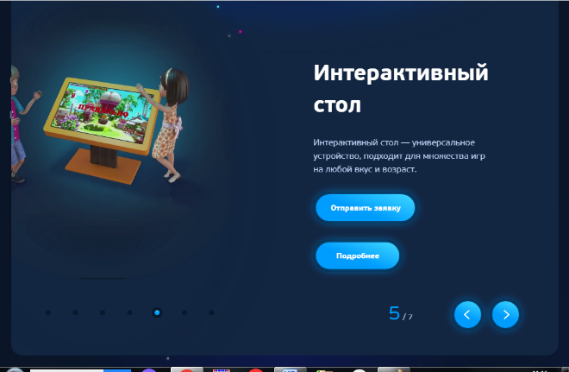 Интерактивный
стол
Интерактивный стол — универсальное
устройство, подходит для множества игр
на любой вкус и возраст.
Отправить заявку
Подробнее
5 / 7